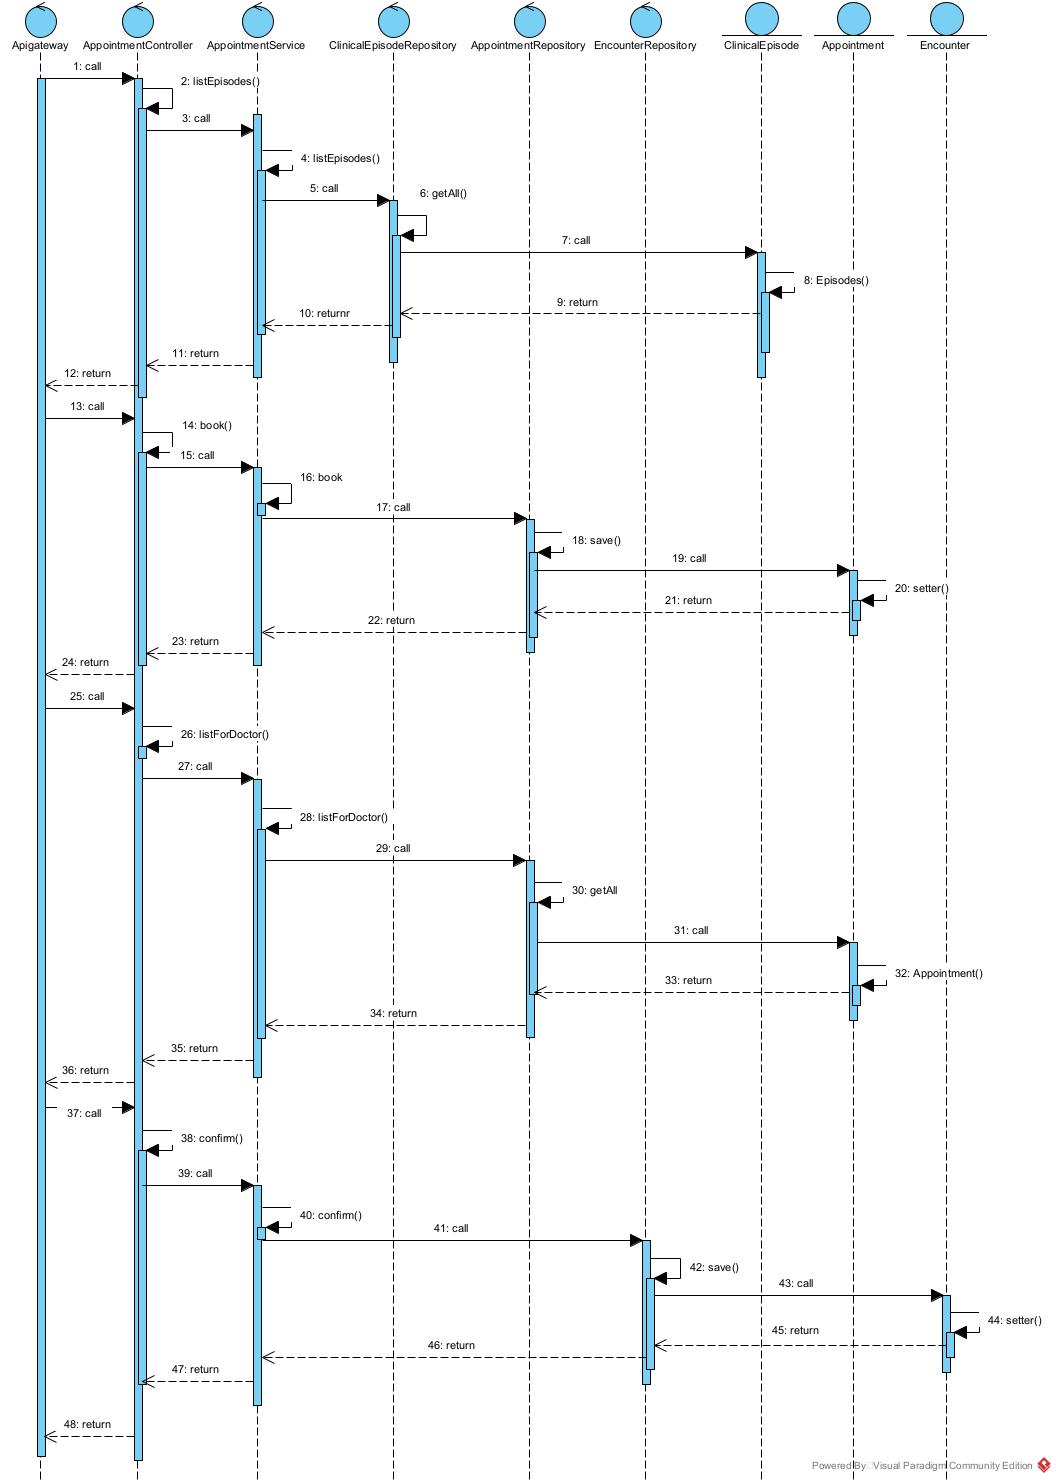 Apigateway
AppointmentController
AppointmentService
ClinicalEpisodeRepository
AppointmentRepository
EncounterRepository
ClinicalEpisode
Appointment
Encounter
1: call
2: listEpisodes()
3: call
4: listEpisodes()
5: call
6: getAll()
7: call
8: Episodes()
9: return
10: returnr
11: return
12: return
13: call
14: book()
15: call
16: book
17: call
18: save()
19: call
20: setter()
21: return
22: return
23: return
24: return
25: call
26: listForDoctor()
27: call
28: listForDoctor()
29: call
30: getAll
31: call
32: Appointment()
33: return
34: return
35: return
36: return
37: call
38: confirm()
39: call
40: confirm()
41: call
42: save()
43: call
44: setter()
45: return
46: return
47: return
48: return
Powered By Visual Paradigm Community Edition